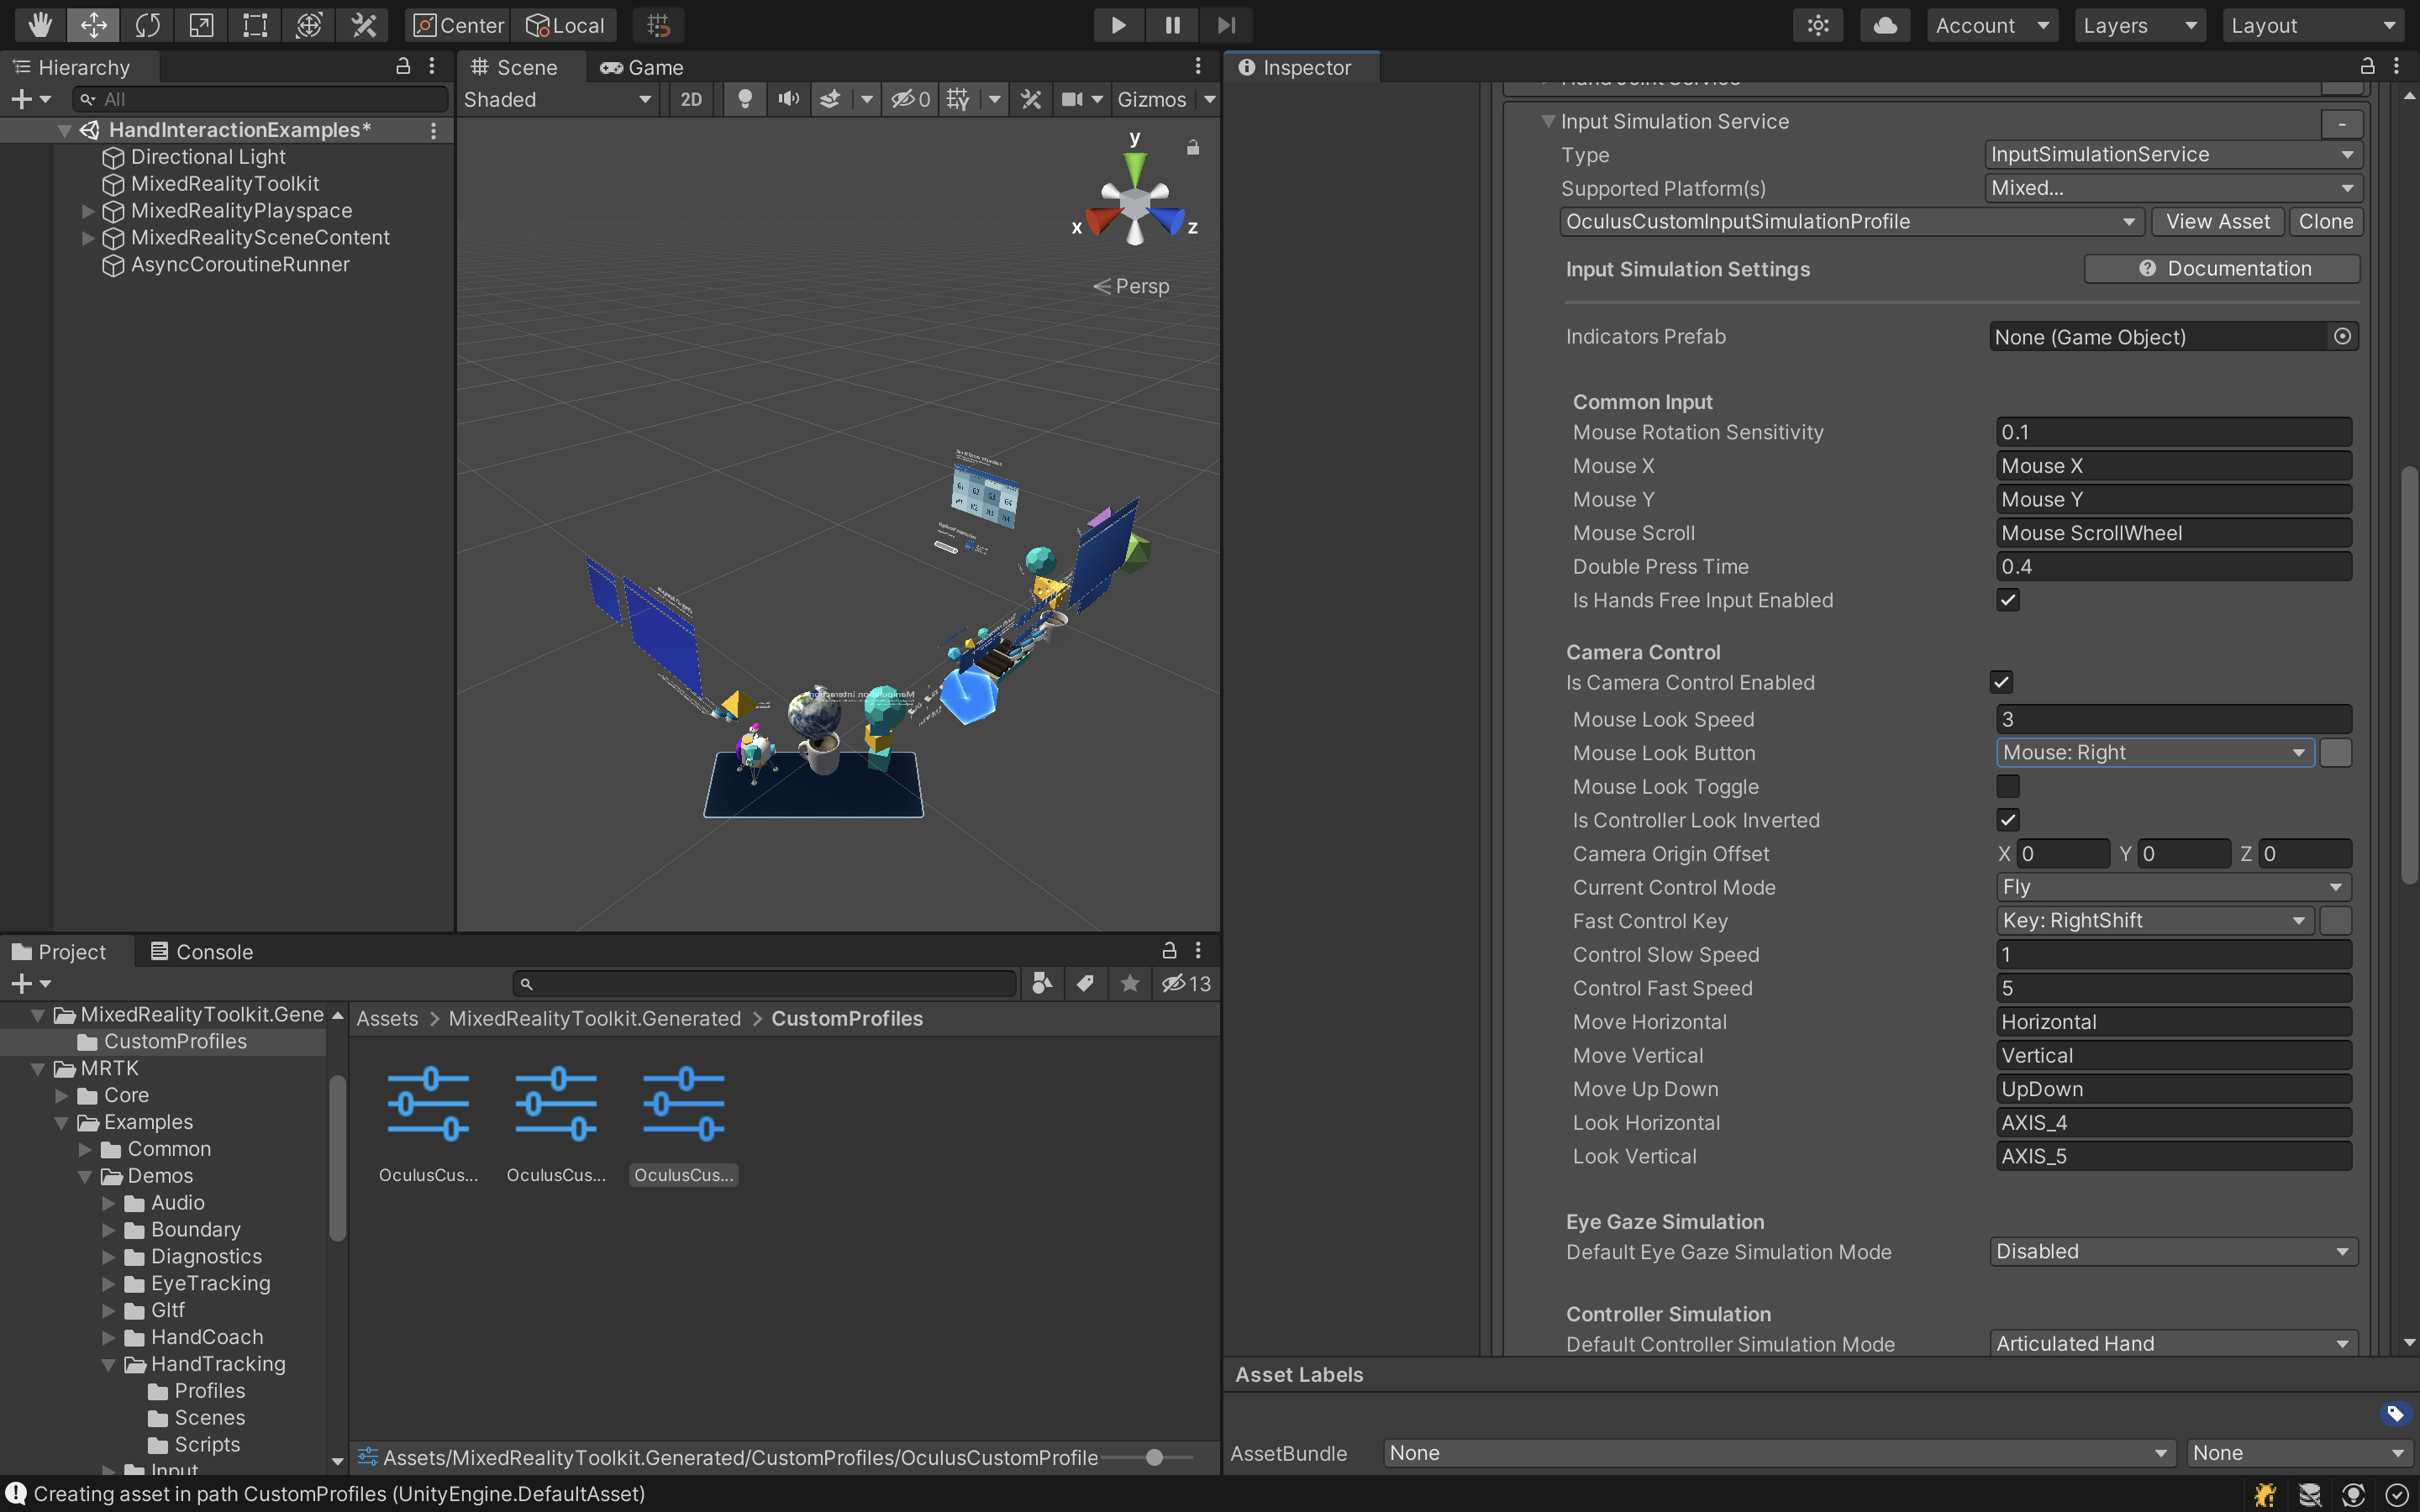 Center
Local
Account
Layers
Layout
Hierarchy
All
HandInteractionExamples*
Directional Light
MixedRealityToolkit
MixedRealityPlayspace
MixedRealitySceneContent
AsyncCoroutineRunner
Scene
Game
Shaded
2D
0
Gizmos
y
x
z
Persp
Project
Console
13
MixedRealityToolkit.Gene
CustomProfiles
MRTK
Core
Examples
Common
Demos
Audio
Boundary
Diagnostics
EyeTracking
Gltf
HandCoach
HandTracking
Profiles
Scenes
Scripts
Input
Assets > MixedRealityToolkit.Generated > CustomProfiles
OculusCus...
OculusCus...
OculusCus...
Assets/MixedRealityToolkit.Generated/CustomProfiles/OculusCustomProfile
Inspector
Hand Joint Service
Input Simulation Service
-
Type InputSimulationService
Supported Platform(s) Mixed...
OculusCustomInputSimulationProfile View Asset Clone
Input Simulation Settings Documentation
Indicators Prefab None (Game Object)
Common Input
Mouse Rotation Sensitivity 0.1
Mouse X Mouse X
Mouse Y Mouse Y
Mouse Scroll Mouse ScrollWheel
Double Press Time 0.4
Is Hands Free Input Enabled
Camera Control
Is Camera Control Enabled
Mouse Look Speed 3
Mouse Look Button Mouse: Right
Mouse Look Toggle
Is Controller Look Inverted
Camera Origin Offset X 0 Y 0 Z 0
Current Control Mode Fly
Fast Control Key Key: RightShift
Control Slow Speed 1
Control Fast Speed 5
Move Horizontal Horizontal
Move Vertical Vertical
Move Up Down UpDown
Look Horizontal AXIS_4
Look Vertical AXIS_5
Eye Gaze Simulation
Default Eye Gaze Simulation Mode Disabled
Controller Simulation
Default Controller Simulation Mode Articulated Hand
Asset Labels
AssetBundle None None
Creating asset in path CustomProfiles (UnityEngine.DefaultAsset)